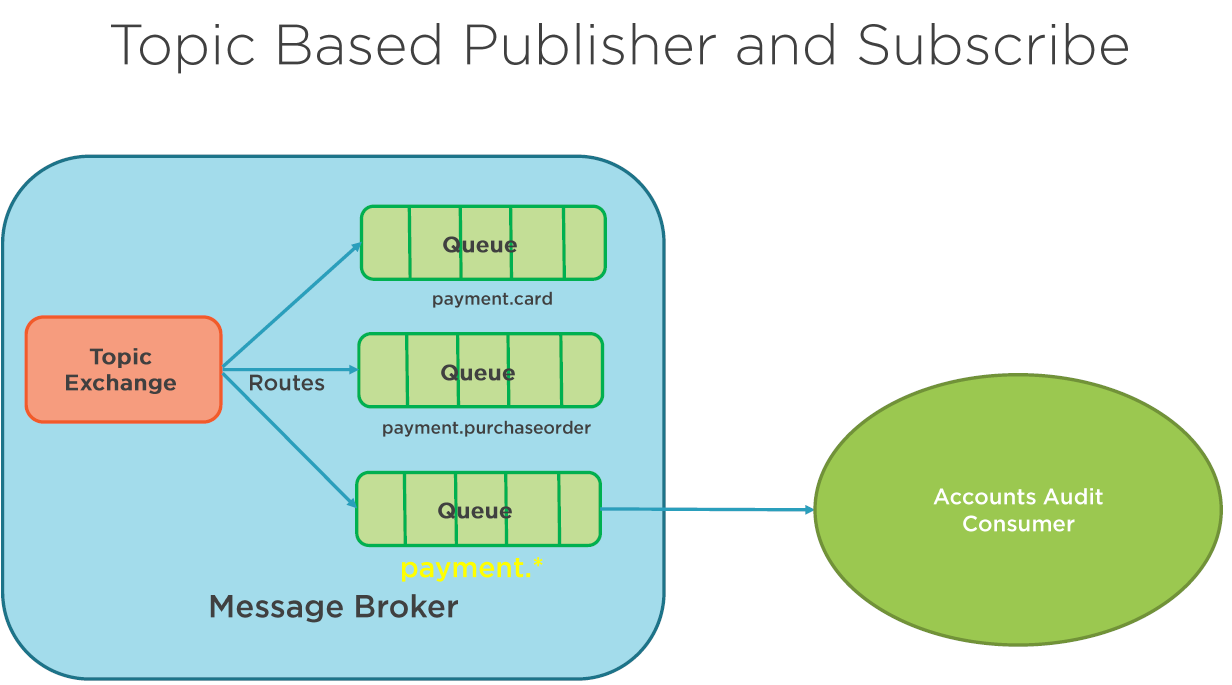 Topic Based Publisher and Subscribe
Queue
payment.card
Topic
Exchange
Routes
Queue
payment.purchaseorder
Queue
payment.*
Message Broker
Accounts Audit
Consumer